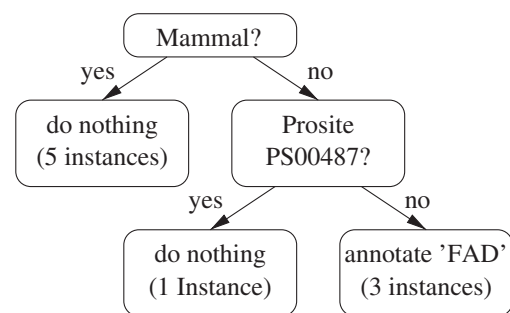 Mammal?
yes
no
do nothing
(5 instances)
Prosite
PS00487?
yes
no
do nothing
(1 Instance)
annotate 'FAD'
(3 instances)